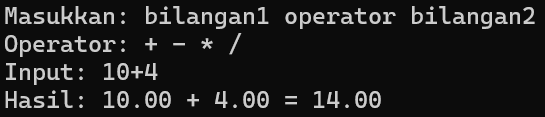 Masukkan: bilangan1 operator bilangan2
Operator: + - * /
Input: 10+4
Hasil: 10.00 + 4.00 = 14.00